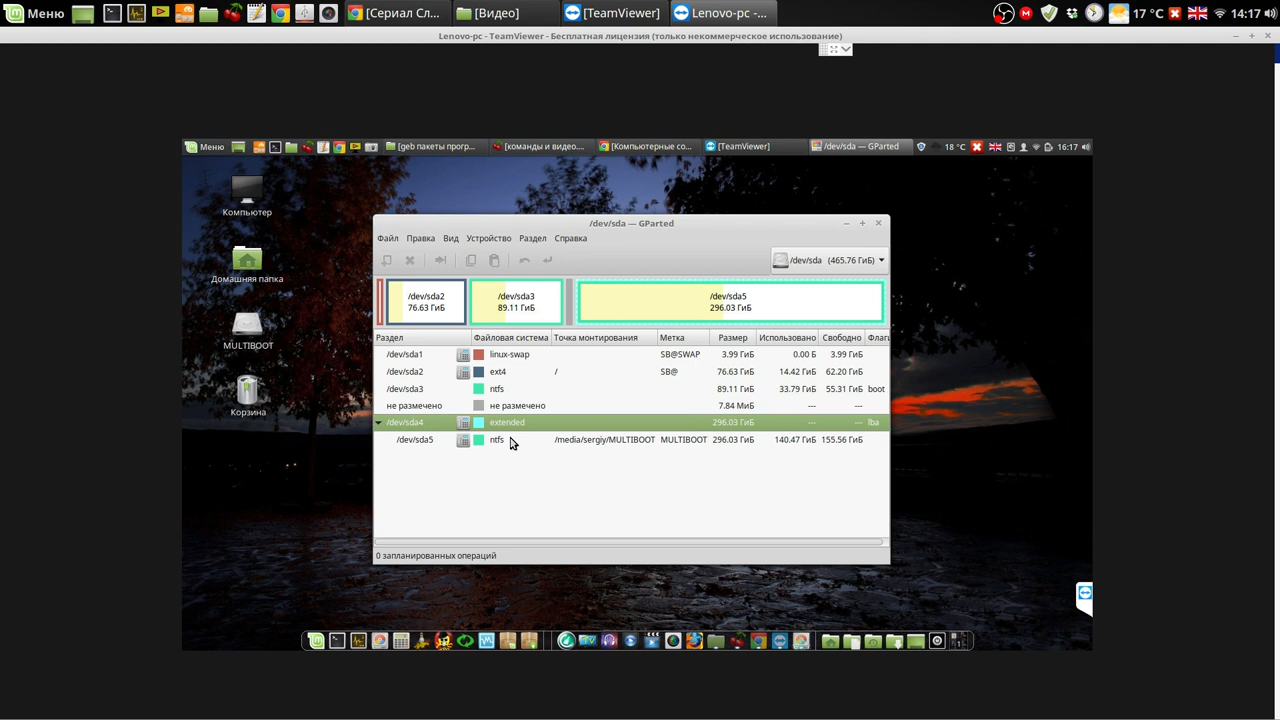 Меню
[Сериал Сл...
[Видео]
[TeamViewer]
Lenovo-pc -...
17 °C
14:17
Lenovo-pc - TeamViewer - Бесплатная лицензия (только некоммерческое использование)
Меню
[geb пакеты прогр...
[команды и видео....
[Компьютерные со...
[TeamViewer]
/dev/sda — GParted
18 °C
16:17
Компьютер
Домашняя папка
MULTIBOOT
Корзина
/dev/sda — GParted
Файл Правка Вид Устройство Раздел Справка
/dev/sda (465.76 ГиБ)
/dev/sda2
76.63 ГиБ
/dev/sda3
89.11 ГиБ
/dev/sda5
296.03 ГиБ
Раздел Файловая система Точка монтирования Метка Размер Использовано Свободно Флаги
/dev/sda1 linux-swap SB@SWAP 3.99 ГиБ 0.00 Б 3.99 ГиБ
/dev/sda2 ext4 / SB@ 76.63 ГиБ 14.42 ГиБ 62.20 ГиБ
/dev/sda3 ntfs 89.11 ГиБ 33.79 ГиБ 55.31 ГиБ boot
не размечено не размечено 7.84 МиБ --- ---
/dev/sda4 extended 296.03 ГиБ --- --- lba
/dev/sda5 ntfs /media/sergiy/MULTIBOOT MULTIBOOT 296.03 ГиБ 140.47 ГиБ 155.56 ГиБ
0 запланированных операций